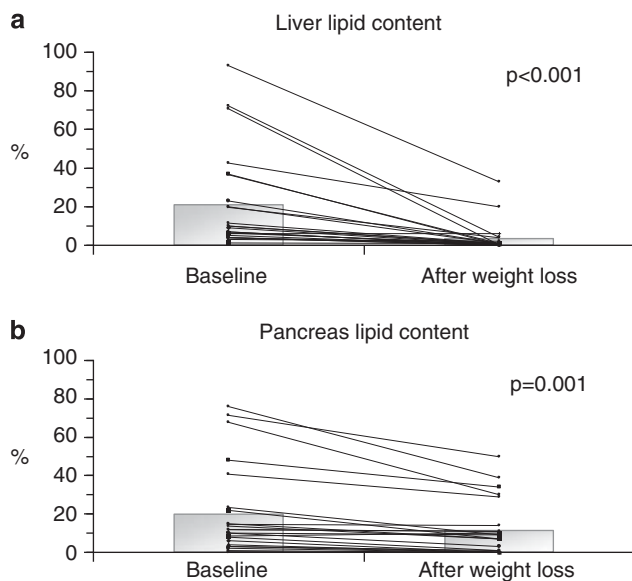 a
Liver lipid content
100
p<0.001
80
60
%
40
20
0
Baseline After weight loss
b
Pancreas lipid content
100
p=0.001
80
60
%
40
20
0
Baseline After weight loss